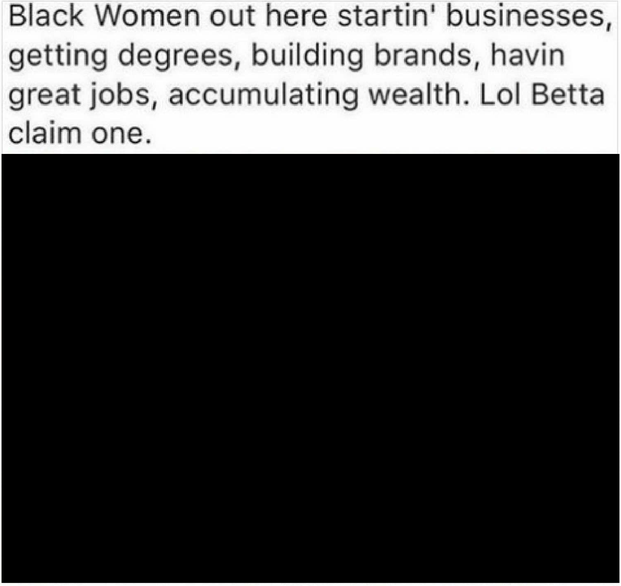 Black Women out here startin' businesses,
getting degrees, building brands, havin
great jobs, accumulating wealth. Lol Betta
claim one.